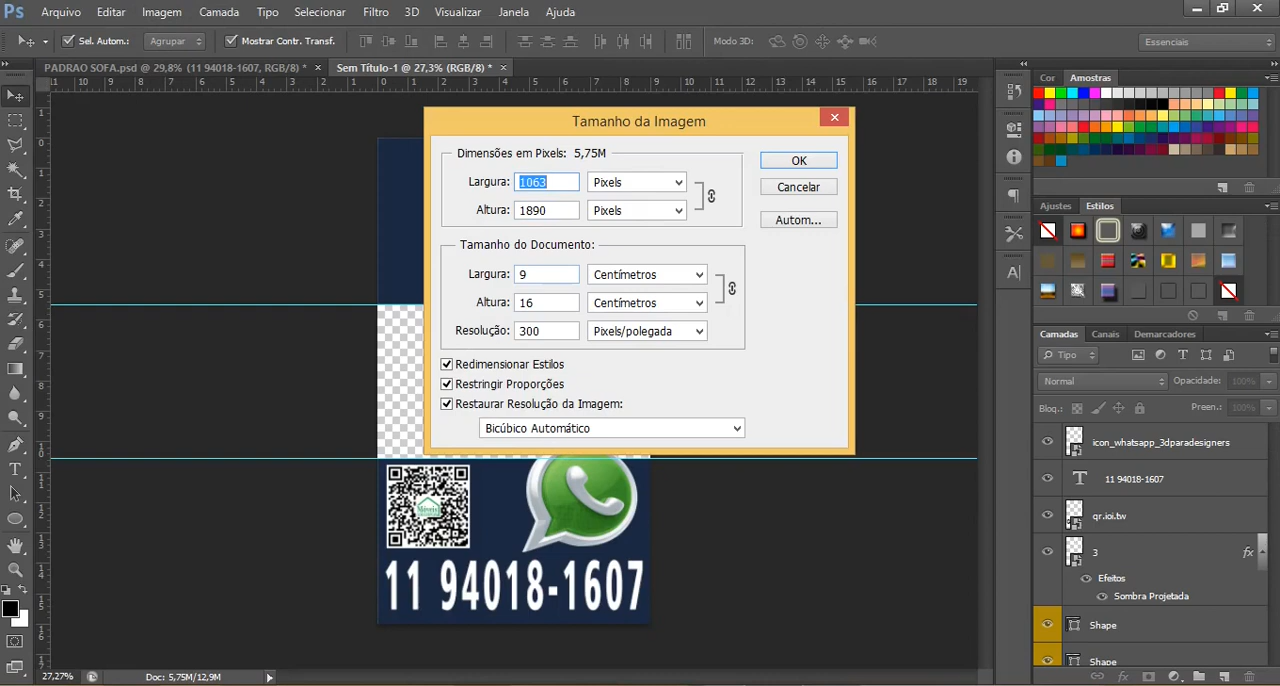 Ps Arquivo Editar Imagem Camada Tipo Selecionar Filtro 3D Visualizar Janela Ajuda
Sel. Autom.: Agrupar Mostrar Contr. Transf. Modo 3D: Essenciais
PADRAO SOFA.psd @ 29,8% (11 94018-1607, RGB/8) * × Sem Título-1 @ 27,3% (RGB/8) * ×
Cor Amostras
Tamanho da Imagem
Dimensões em Pixels: 5,75M
OK
Largura: 1063 Pixels
Cancelar
Altura: 1890 Pixels
Autom...
Ajustes Estilos
Tamanho do Documento:
Largura: 9 Centímetros
Altura: 16 Centímetros
Resolução: 300 Pixels/polegada
Camadas Canais Demarcadores
Tipo
Redimensionar Estilos
Restringir Proporções
Restaurar Resolução da Imagem:
Bicúbico Automático
Normal Opacidade: 100%
Bloq.: Preen.: 100%
icon_whatsapp_3dparadesigners
11 94018-1607
qr.ioi.tw
3 fx
Efeitos
Sombra Projetada
Shape
Shape
Móveis
11 94018-1607
27,27% Doc: 5,75M/12,9M